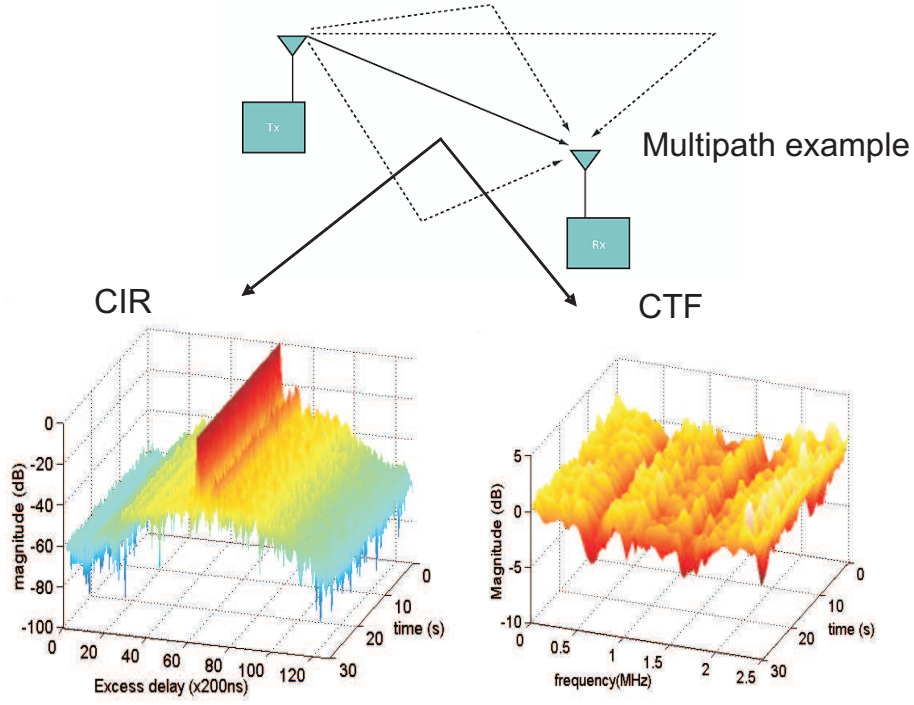 Tx
Multipath example
Rx
CIR
CTF
0
-20
-40
-60
-80
-100
magnitude (dB)
0
20
40
60
80
100
120
Excess delay (x200ns)
0
10
20
30
time (s)
5
0
-5
-10
Magnitude (dB)
0
0.5
1
1.5
2
2.5
frequency(MHz)
0
10
20
30
time (s)